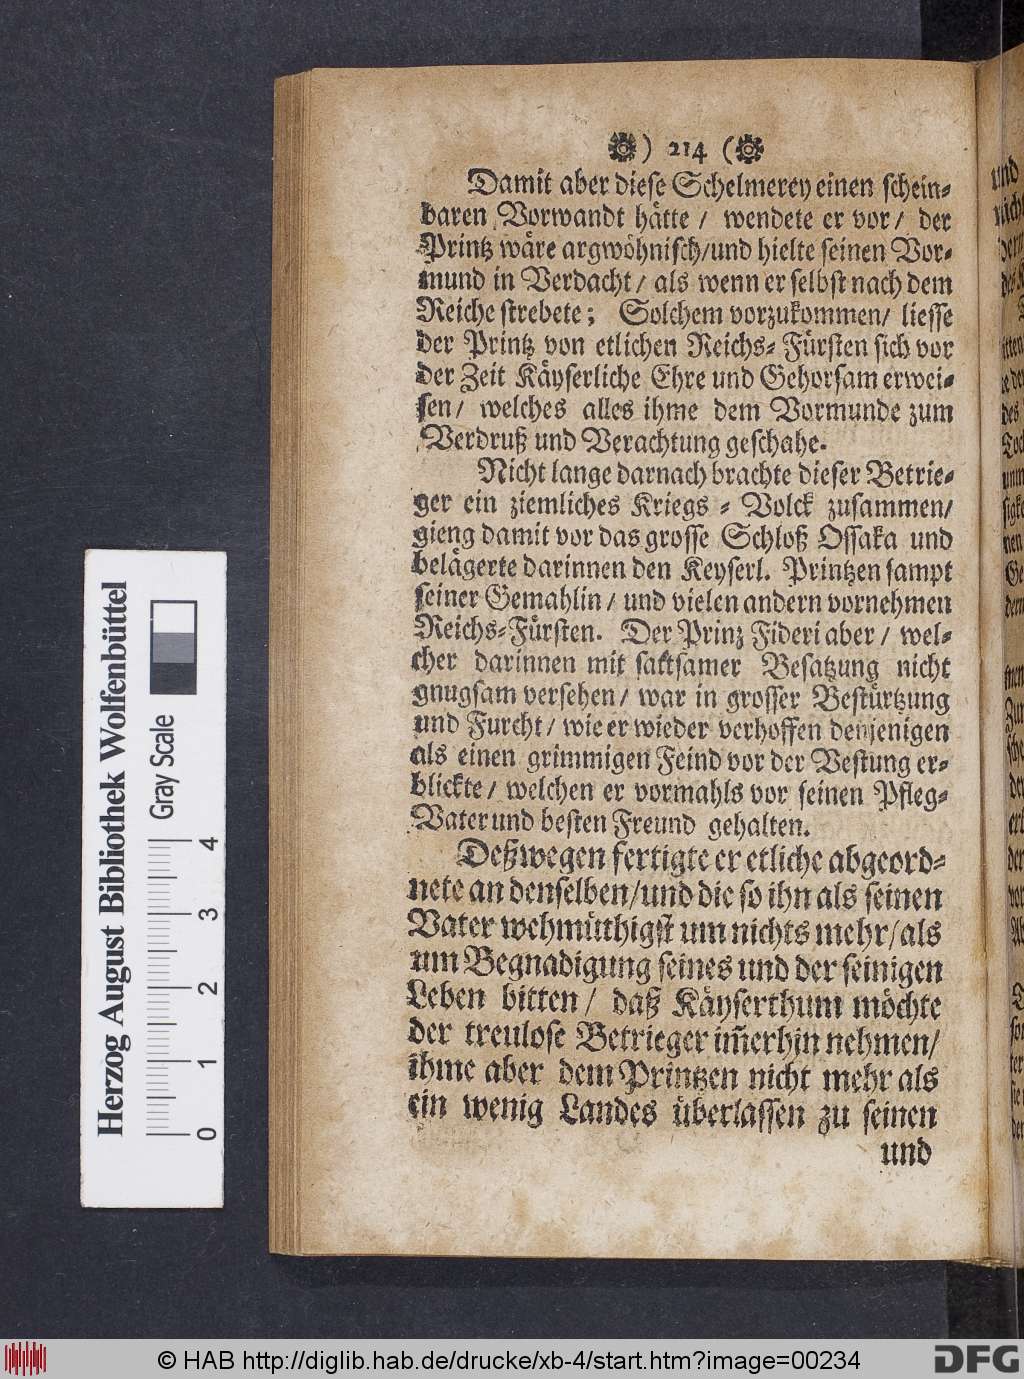 ) 214 (
Damit aber diese Schelmerey einen schein-
baren Vorwandt hätte / wendete er vor / der
Printz wäre argwöhnisch / und hielte seinen Vor-
mund in Verdacht / als wenn er selbst nach dem
Reiche strebete; Solchem vorzukommen / liesse
der Printz von etlichen Reichs-Fürsten sich vor
der Zeit Käyserliche Ehre und Gehorsam erwei-
sen / welches alles ihme dem Vormunde zum
Verdruß und Verachtung geschahe.
Nicht lange darnach brachte dieser Betrie-
ger ein ziemliches Kriegs-Volck zusammen /
gieng damit vor das grosse Schloß Ossaka und
belägerte darinnen den Keyserl. Printzen sampt
seiner Gemahlin / und vielen andern vornehmen
Reichs-Fürsten. Der Prinz Fideri aber / wel-
cher darinnen mit sattsamer Besatzung nicht
gnugsam versehen / war in grosser Bestürtzung
und Furcht / wie er wieder verhoffen denjenigen
als einen grimmigen Feind vor der Vestung er-
blickte / welchen er vormahls vor seinen Pfleg-
Vater und besten Freund gehalten.
Deßwegen fertigte er etliche abgeord-
nete an denselben / und die so ihn als seinen
Vater wehmüthigst um nichts mehr / als
um Begnadigung seines und der seinigen
Leben bitten / daß Käyserthum möchte
der treulose Betrieger im̃erhin nehmen /
ihme aber dem Printzen nicht mehr als
ein wenig Landes überlassen zu seinen
und
Herzog August Bibliothek Wolfenbüttel
Gray Scale
0 1 2 3 4
© HAB http://diglib.hab.de/drucke/xb-4/start.htm?image=00234
DFG